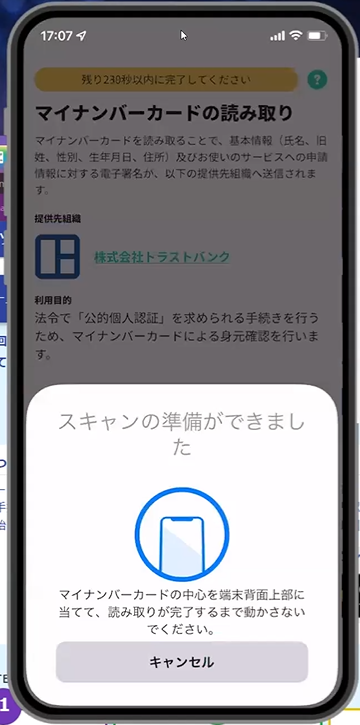 17:07
残り230秒以内に完了してください
?
マイナンバーカードの読み取り
マイナンバーカードを読み取ることで、基本情報（氏名、旧
姓、性別、生年月日、住所）及びお使いのサービスへの申請
情報に対する電子署名が、以下の提供先組織へ送信されま
す。
提供先組織
株式会社トラストバンク
利用目的
法令で「公的個人認証」を求められる手続きを行う
ため、マイナンバーカードによる身元確認を行いま
す。
スキャンの準備ができまし
た
マイナンバーカードの中心を端末背面上部に
当てて、読み取りが完了するまで動かさない
でください。
キャンセル
1